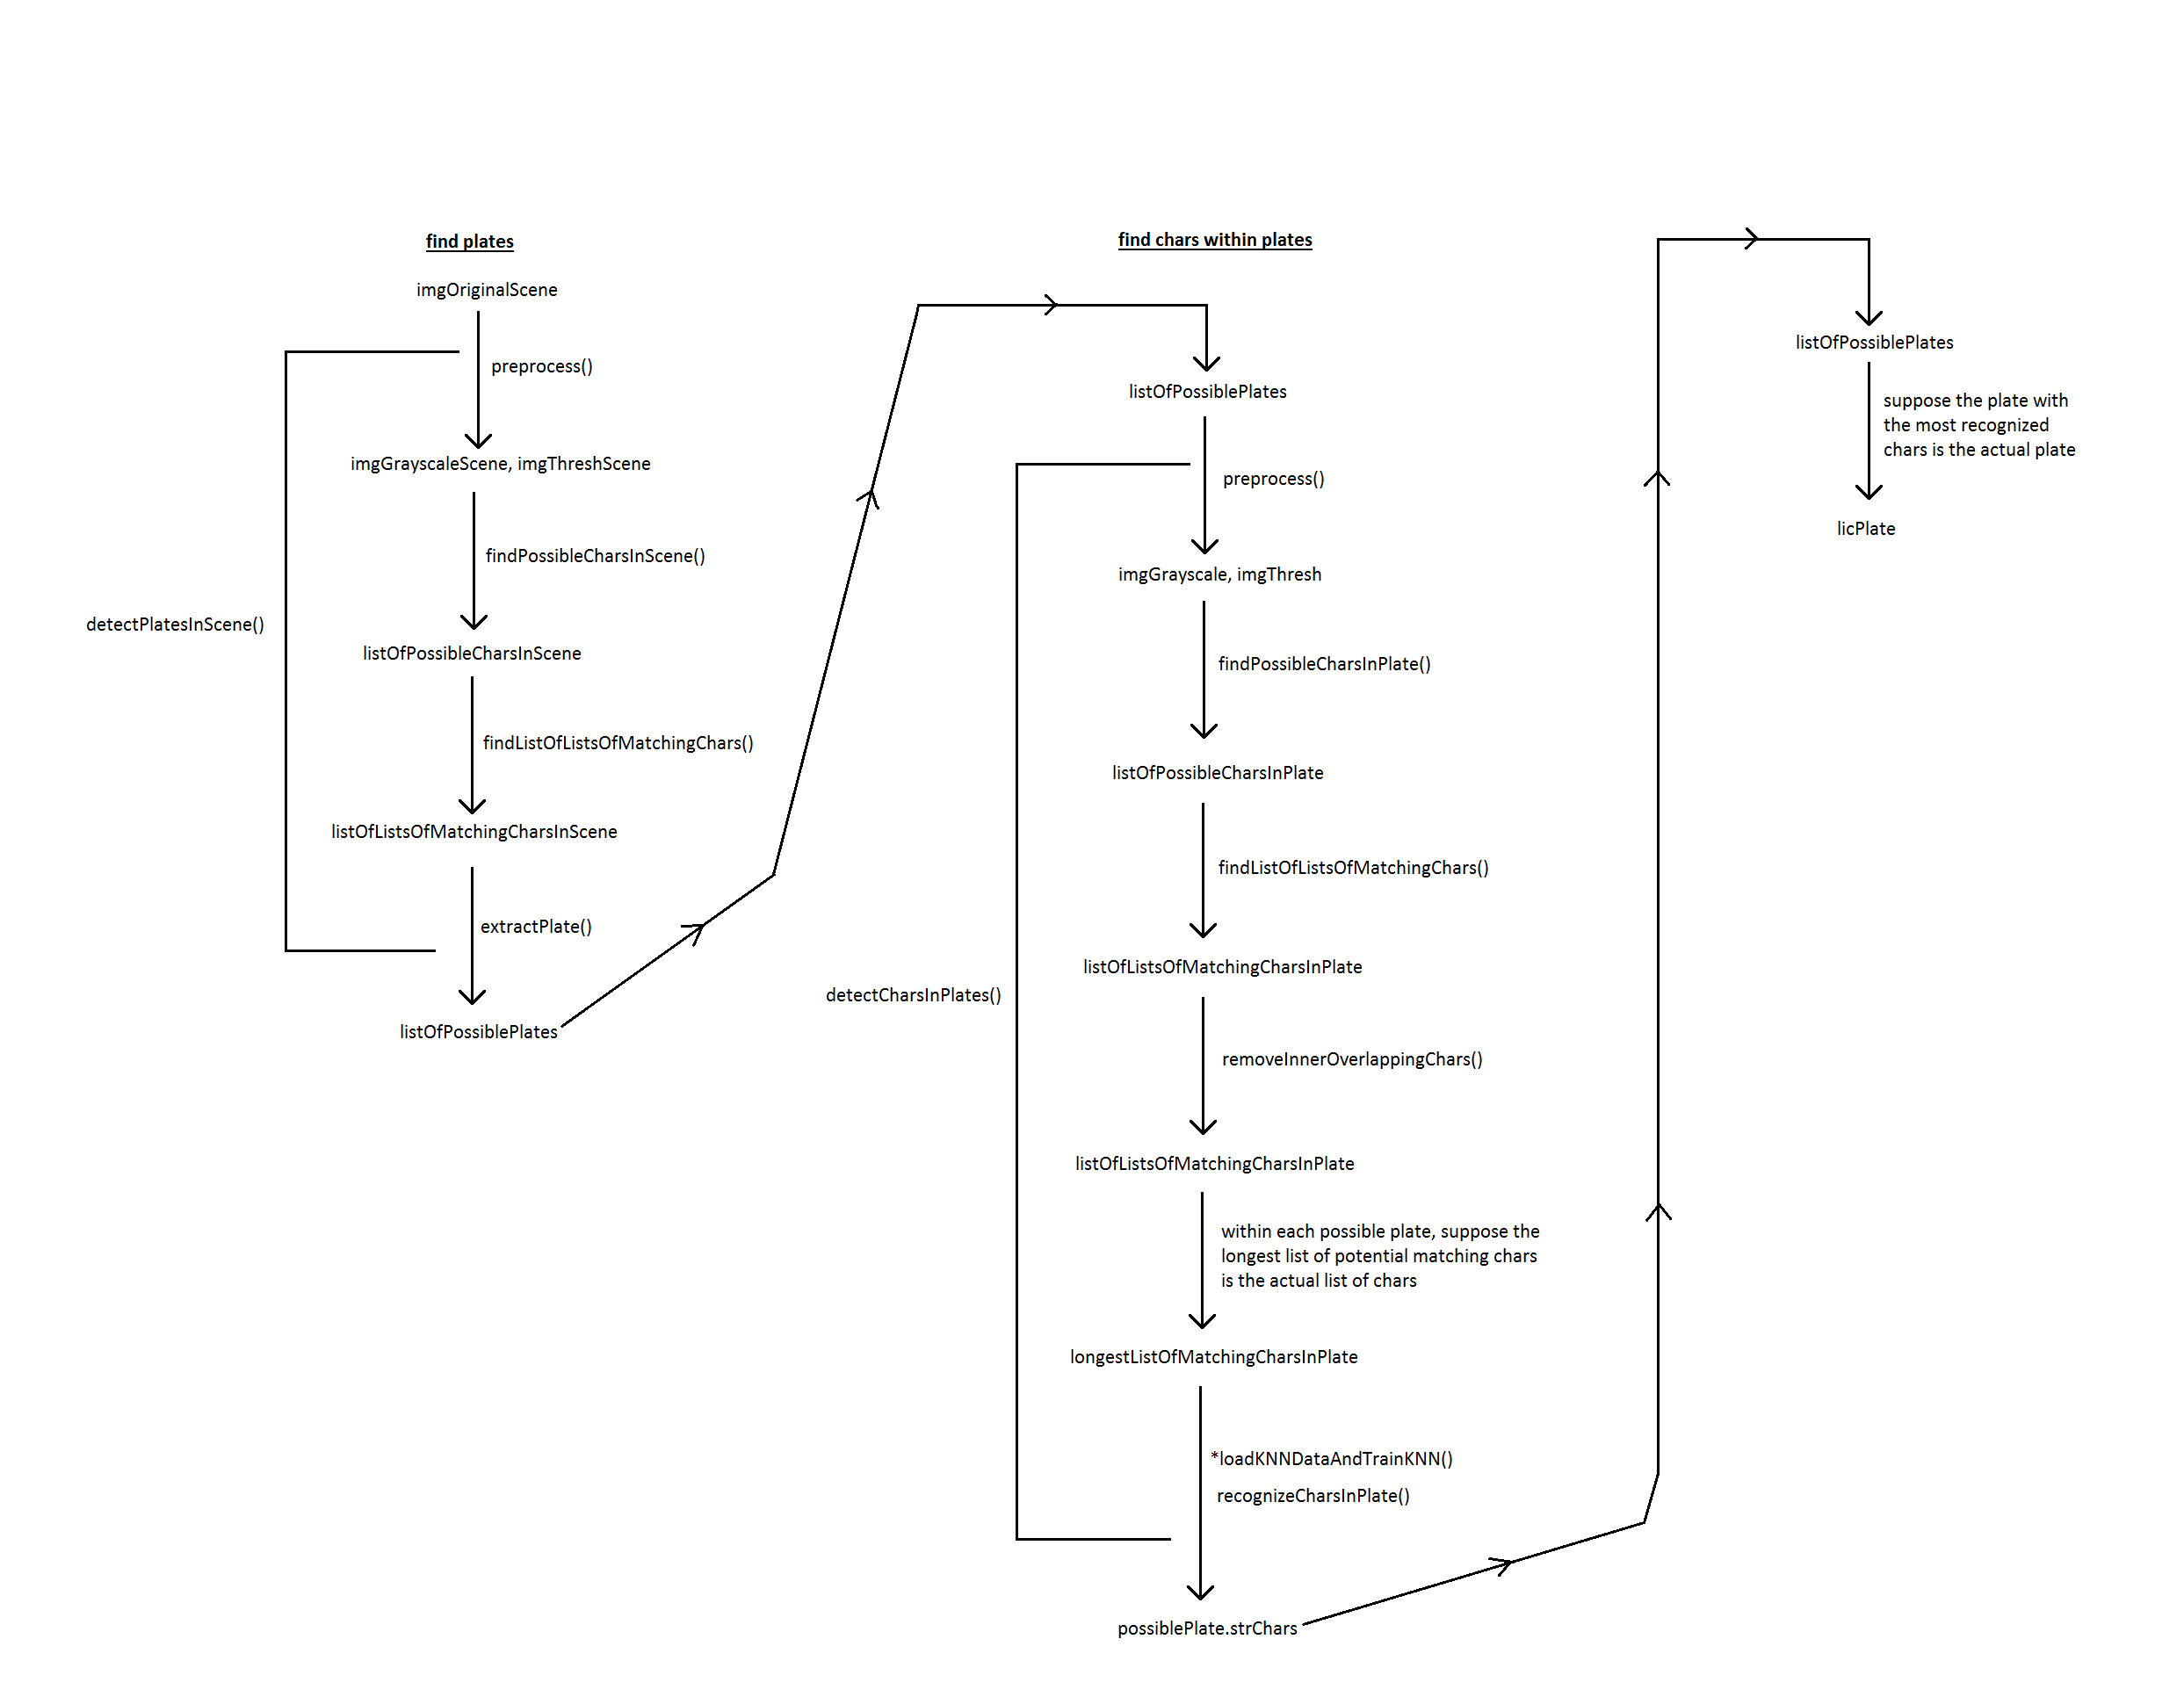 find plates
imgOriginalScene
preprocess()
imgGrayscaleScene, imgThreshScene
findPossibleCharsInScene()
detectPlatesInScene()
listOfPossibleCharsInScene
findListOfListsOfMatchingChars()
listOfListsOfMatchingCharsInScene
extractPlate()
listOfPossiblePlates
find chars within plates
listOfPossiblePlates
preprocess()
imgGrayscale, imgThresh
findPossibleCharsInPlate()
listOfPossibleCharsInPlate
findListOfListsOfMatchingChars()
listOfListsOfMatchingCharsInPlate
detectCharsInPlates()
removeInnerOverlappingChars()
listOfListsOfMatchingCharsInPlate
within each possible plate, suppose the
longest list of potential matching chars
is the actual list of chars
longestListOfMatchingCharsInPlate
*loadKNNDataAndTrainKNN()
recognizeCharsInPlate()
possiblePlate.strChars
listOfPossiblePlates
suppose the plate with
the most recognized
chars is the actual plate
licPlate